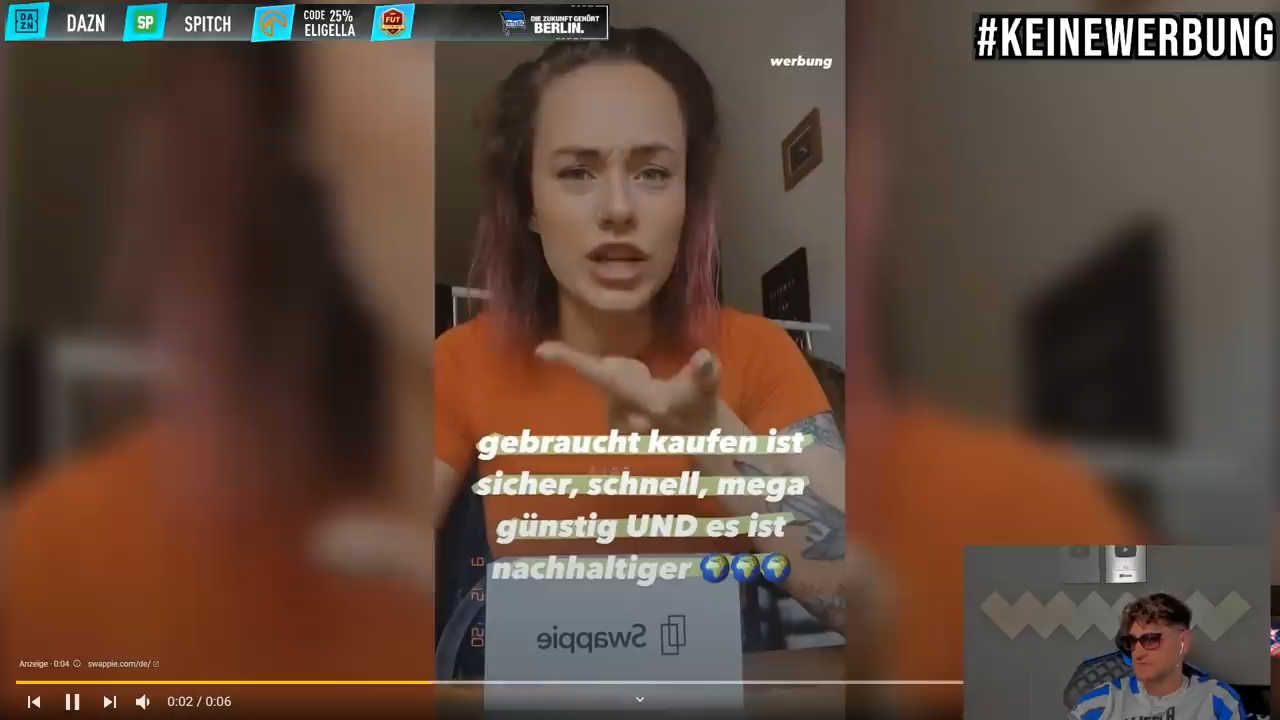 DAZN
DAZN
SP
SPITCH
CODE 25%
ELIGELLA
FUT
DIE ZUKUNFT GEHÖRT
BERLIN.
#KEINEWERBUNG
werbung
gebraucht kaufen ist
sicher, schnell, mega
günstig UND es ist
nachhaltiger 🌍🌍🌍
Swappie
Anzeige · 0:04
swappie.com/de/
0:02 / 0:06